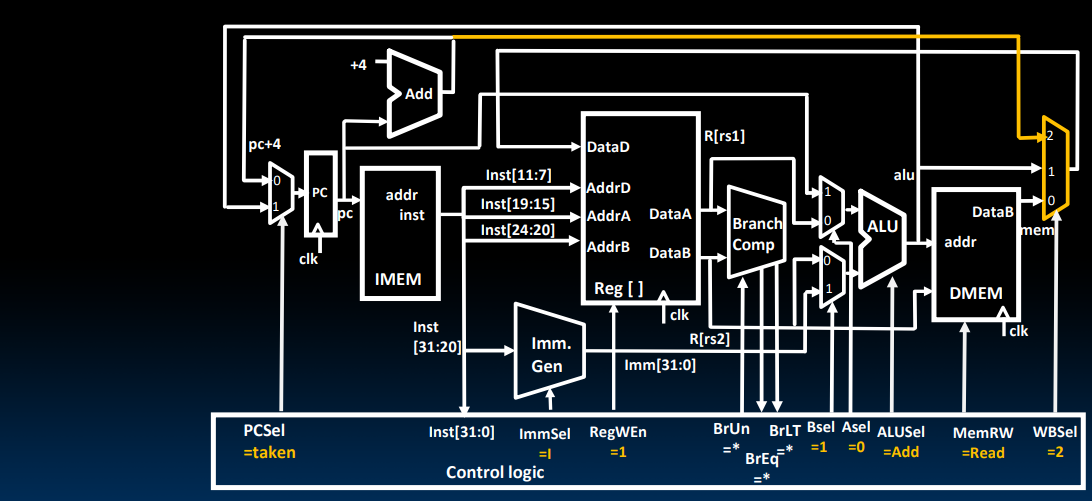 +4
Add
pc+4
0
1
PC
pc
clk
addr
inst
IMEM
Inst[11:7]
Inst[19:15]
Inst[24:20]
DataD
AddrD
AddrA
AddrB
DataA
DataB
Reg [ ]
clk
R[rs1]
Branch
Comp
R[rs2]
Inst
[31:20]
Imm.
Gen
Imm[31:0]
1
0
0
1
ALU
alu
addr
DataB
DMEM
clk
mem
2
1
0
PCSel
=taken
Inst[31:0]
ImmSel
=I
RegWEn
=1
BrUn
=*
BrEq
=*
BrLT
=*
Bsel
=1
Asel
=0
ALUSel
=Add
MemRW
=Read
WBSel
=2
Control logic